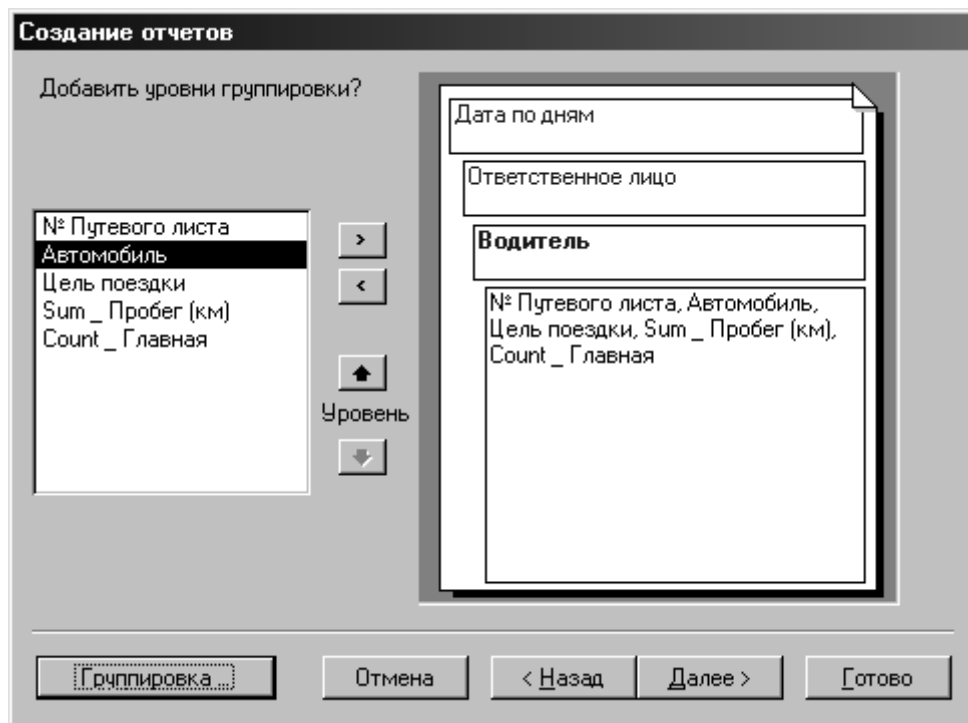 Создание отчетов
Добавить уровни группировки?
№ Путевого листа
Автомобиль
Цель поездки
Sum _ Пробег (км)
Count _ Главная
>
<
Уровень
Дата по дням
Ответственное лицо
Водитель
№ Путевого листа, Автомобиль,
Цель поездки, Sum _ Пробег (км),
Count _ Главная
Группировка ...
Отмена
< Назад
Далее >
Готово